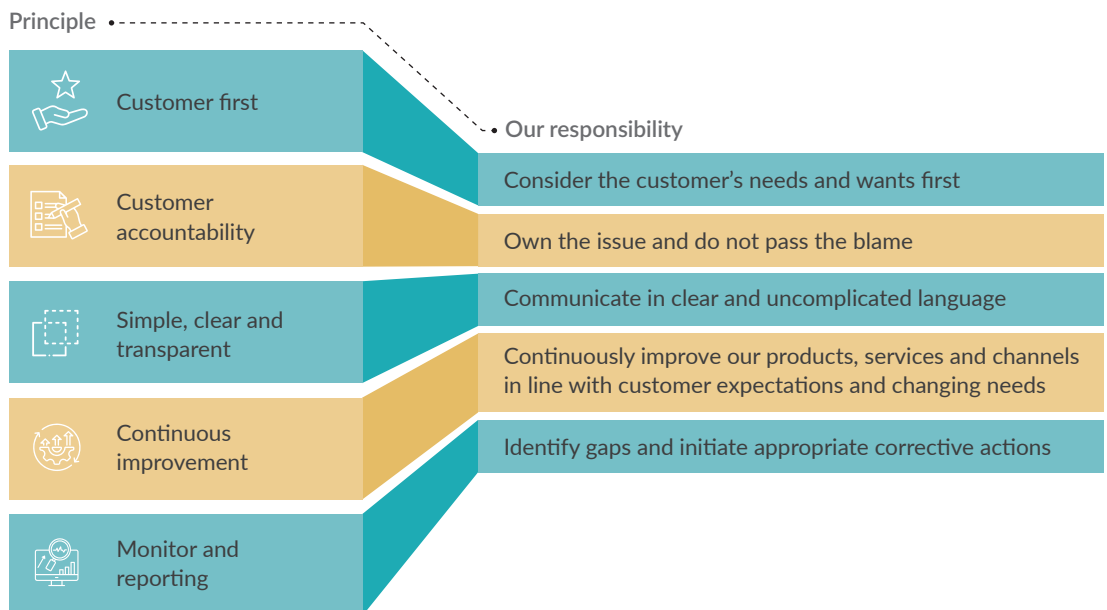 Principle
Customer first
Customer
accountability
Simple, clear and
transparent
Continuous
improvement
Monitor and
reporting
Our responsibility
Consider the customer’s needs and wants first
Own the issue and do not pass the blame
Communicate in clear and uncomplicated language
Continuously improve our products, services and channels
in line with customer expectations and changing needs
Identify gaps and initiate appropriate corrective actions